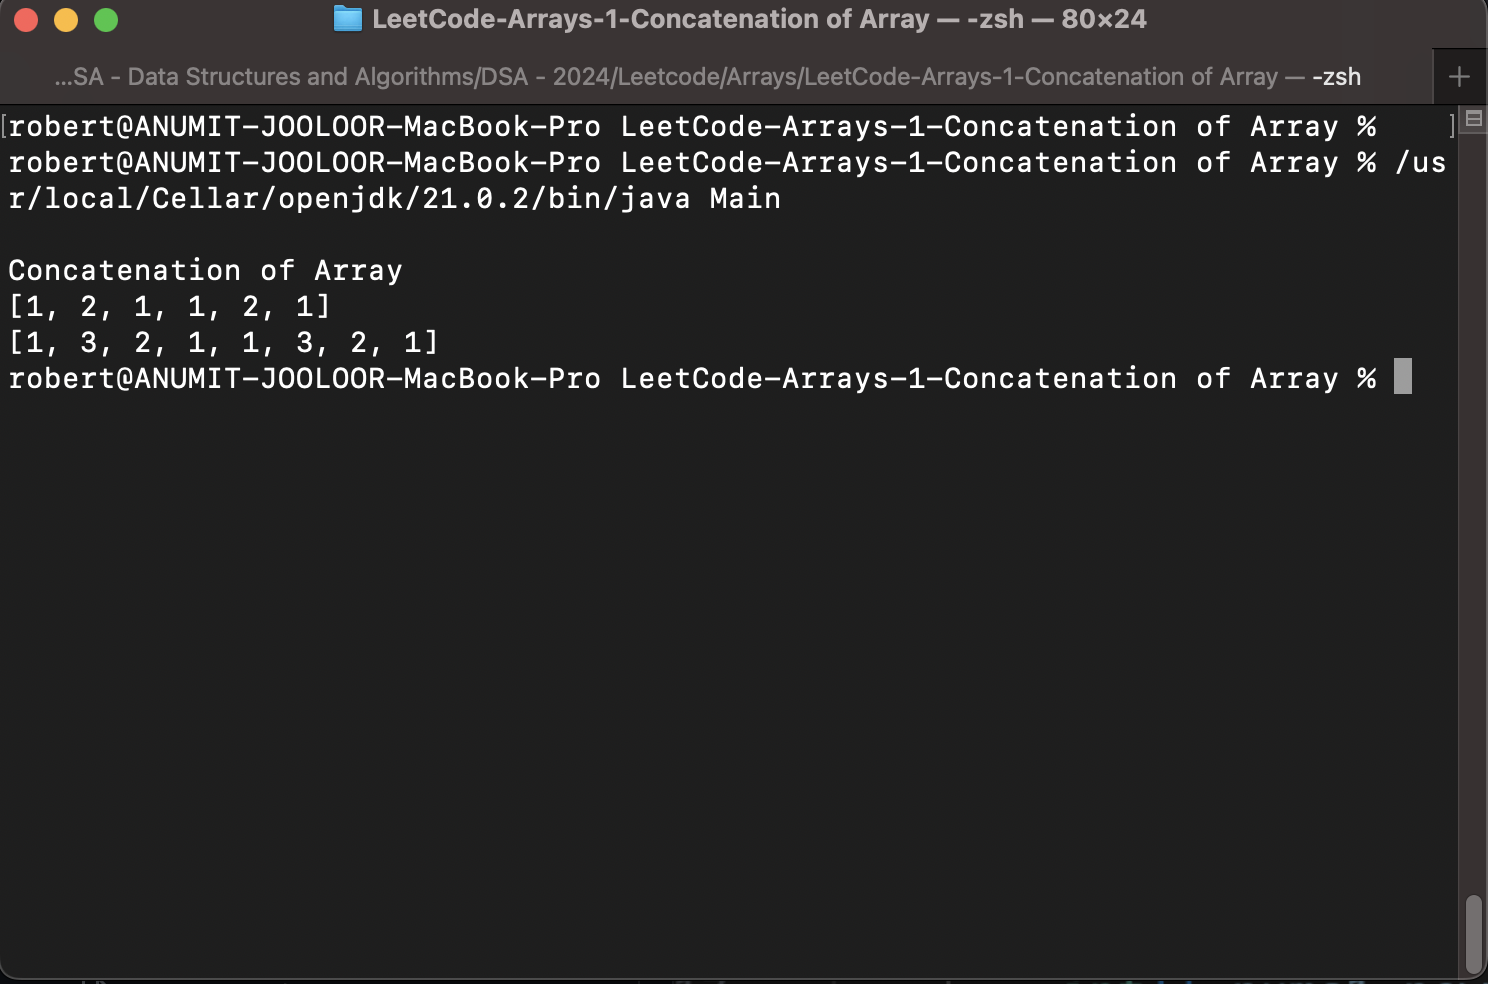 LeetCode-Arrays-1-Concatenation of Array — -zsh — 80×24
...SA - Data Structures and Algorithms/DSA - 2024/Leetcode/Arrays/LeetCode-Arrays-1-Concatenation of Array — -zsh
[robert@ANUMIT-JOOLOOR-MacBook-Pro LeetCode-Arrays-1-Concatenation of Array % ]
robert@ANUMIT-JOOLOOR-MacBook-Pro LeetCode-Arrays-1-Concatenation of Array % /us
r/local/Cellar/openjdk/21.0.2/bin/java Main
Concatenation of Array
[1, 2, 1, 1, 2, 1]
[1, 3, 2, 1, 1, 3, 2, 1]
robert@ANUMIT-JOOLOOR-MacBook-Pro LeetCode-Arrays-1-Concatenation of Array %